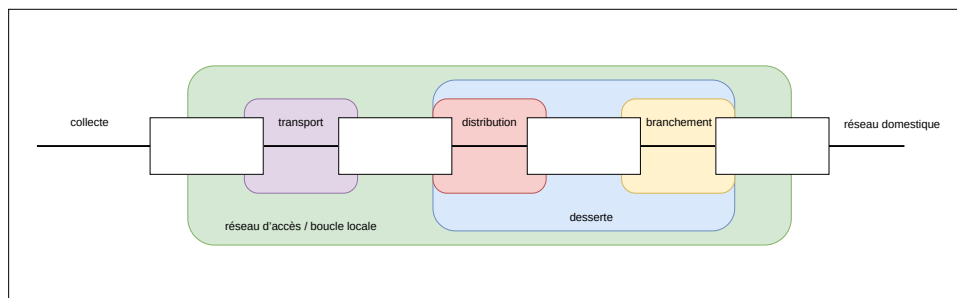 collecte
transport
distribution
branchement
réseau domestique
desserte
réseau d'accès / boucle locale